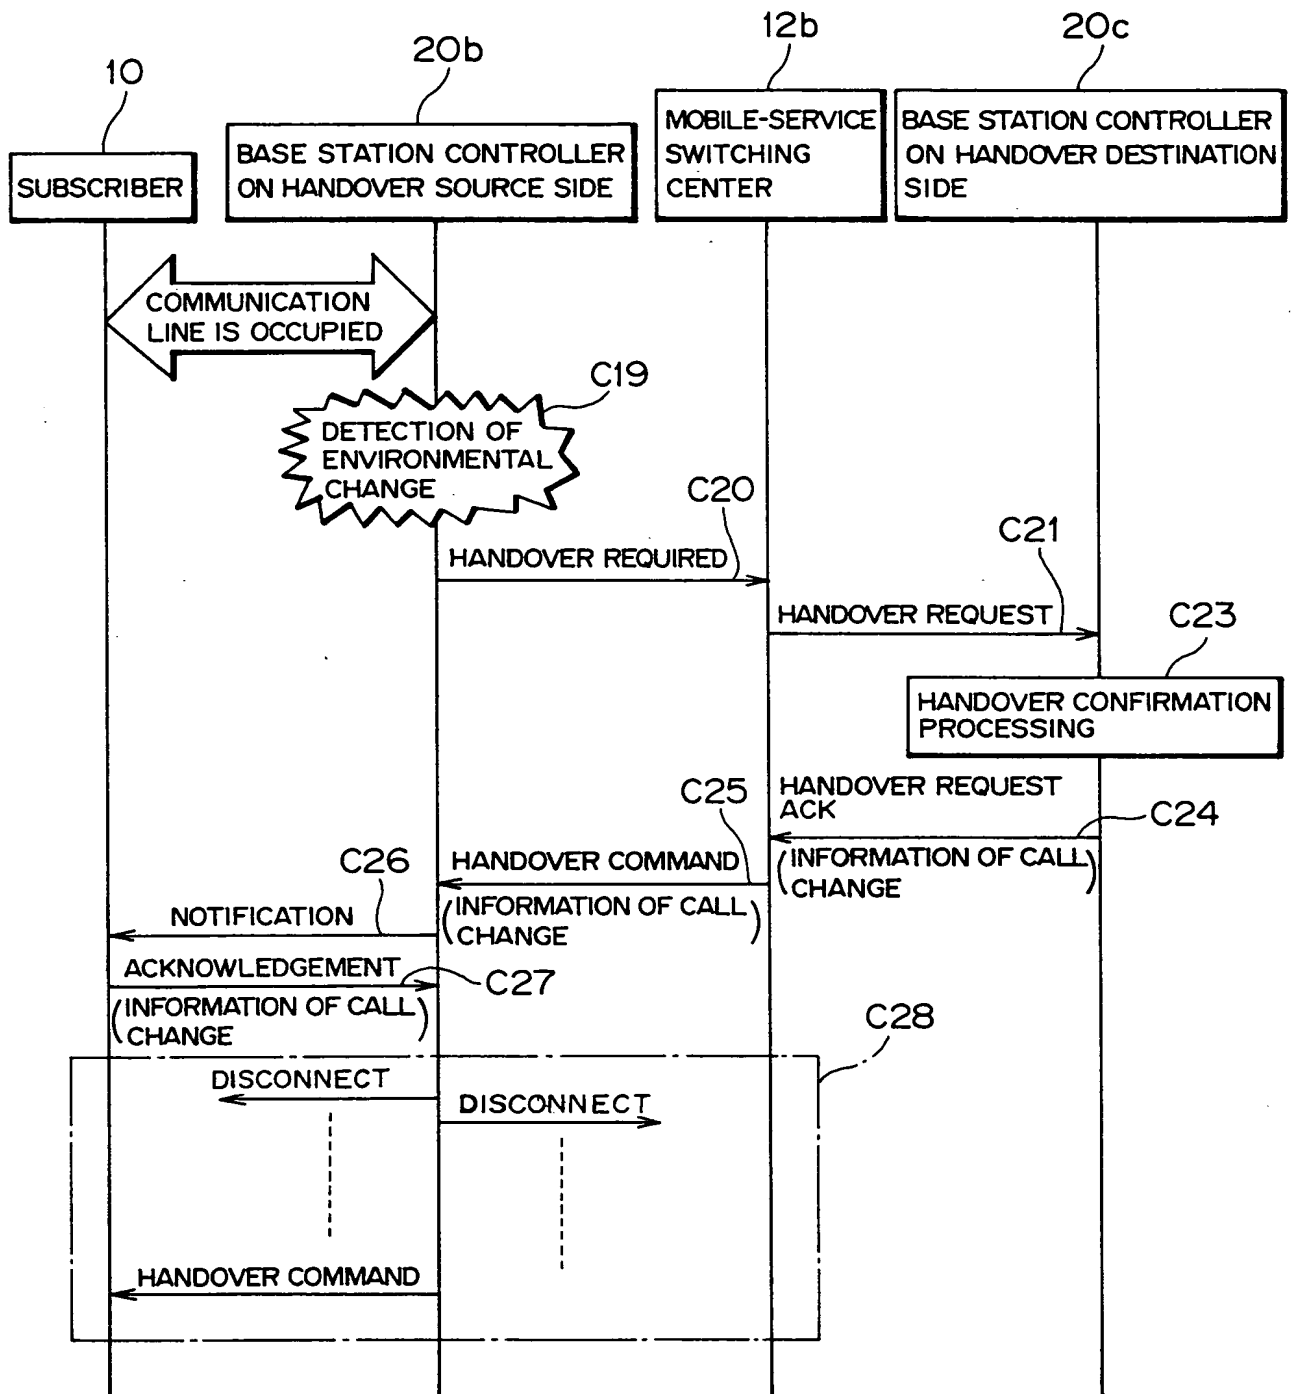 10
20b
12b
20c
SUBSCRIBER
BASE STATION CONTROLLER
ON HANDOVER SOURCE SIDE
MOBILE-SERVICE
SWITCHING
CENTER
BASE STATION CONTROLLER
ON HANDOVER DESTINATION
SIDE
COMMUNICATION
LINE IS OCCUPIED
C19
DETECTION OF
ENVIRONMENTAL
CHANGE
C20
HANDOVER REQUIRED
C21
HANDOVER REQUEST
C23
HANDOVER CONFIRMATION
PROCESSING
HANDOVER REQUEST
ACK
C24
(INFORMATION OF CALL
CHANGE)
C25
HANDOVER COMMAND
(INFORMATION OF CALL
CHANGE)
C26
NOTIFICATION
ACKNOWLEDGEMENT
C27
(INFORMATION OF CALL
CHANGE)
C28
DISCONNECT
DISCONNECT
HANDOVER COMMAND